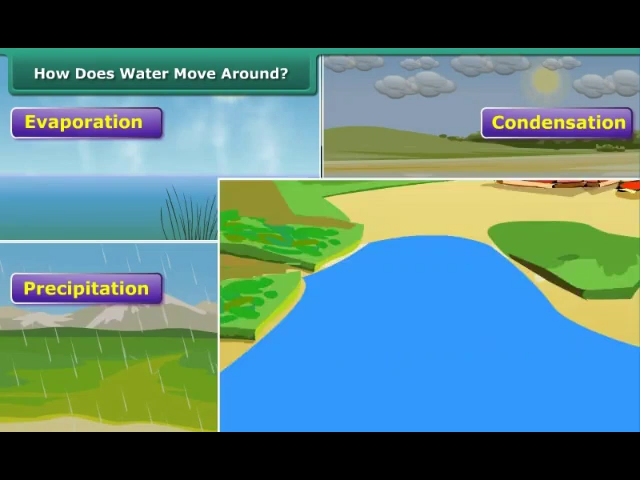 How Does Water Move Around?
Evaporation
Condensation
Precipitation